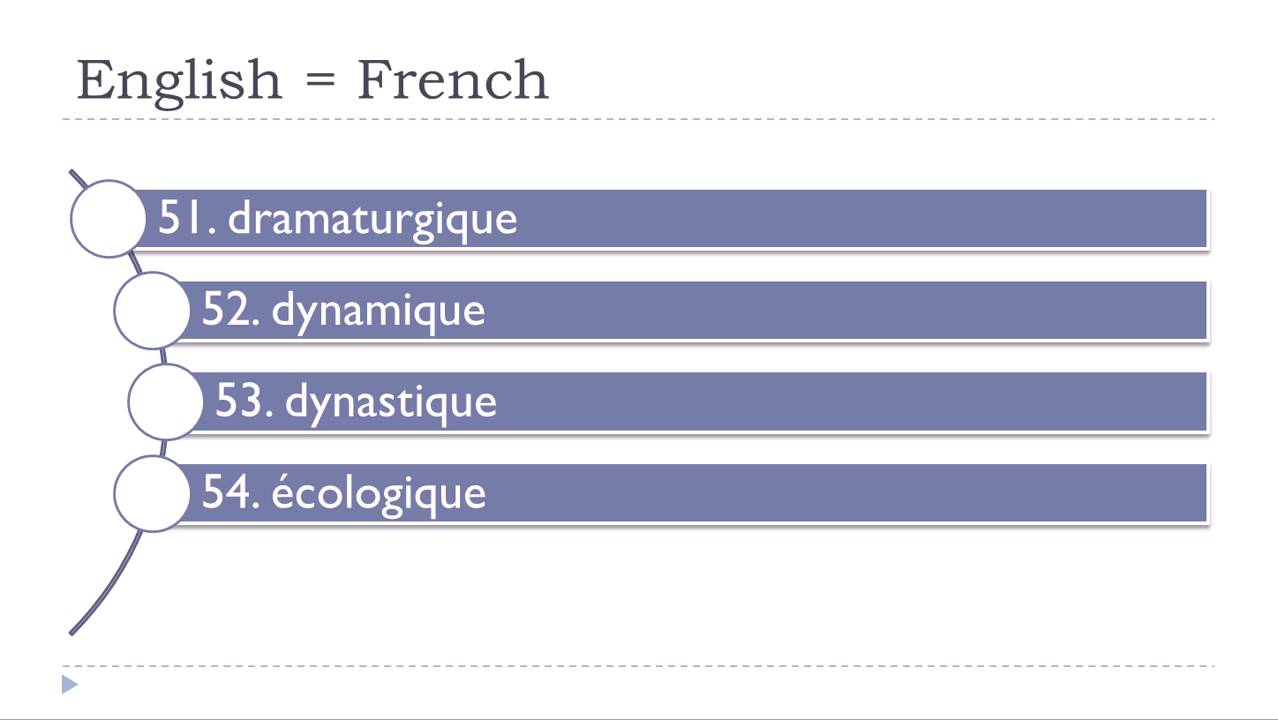 English = French
51. dramaturgique
52. dynamique
53. dynastique
54. écologique